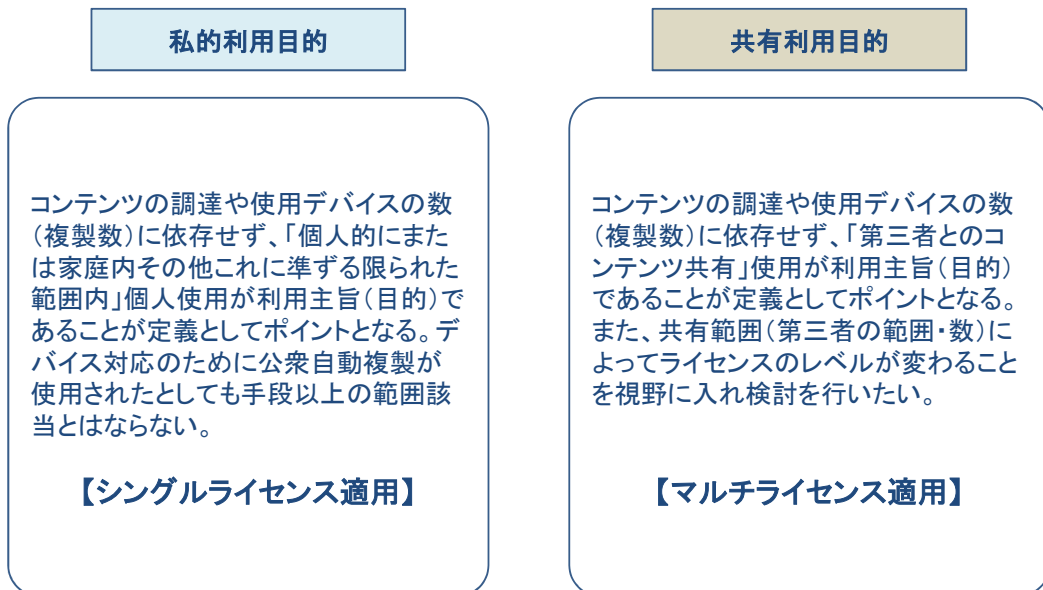 私的利用目的
コンテンツの調達や使用デバイスの数
（複製数）に依存せず、「個人的にまた
は家庭内その他これに準ずる限られた
範囲内」個人使用が利用主旨（目的）で
あることが定義としてポイントとなる。デ
バイス対応のために公衆自動複製が
使用されたとしても手段以上の範囲該
当とはならない。
【シングルライセンス適用】
共有利用目的
コンテンツの調達や使用デバイスの数
（複製数）に依存せず、「第三者とのコ
ンテンツ共有」使用が利用主旨（目的）
であることが定義としてポイントとなる。
また、共有範囲（第三者の範囲・数）に
よってライセンスのレベルが変わること
を視野に入れ検討を行いたい。
【マルチライセンス適用】